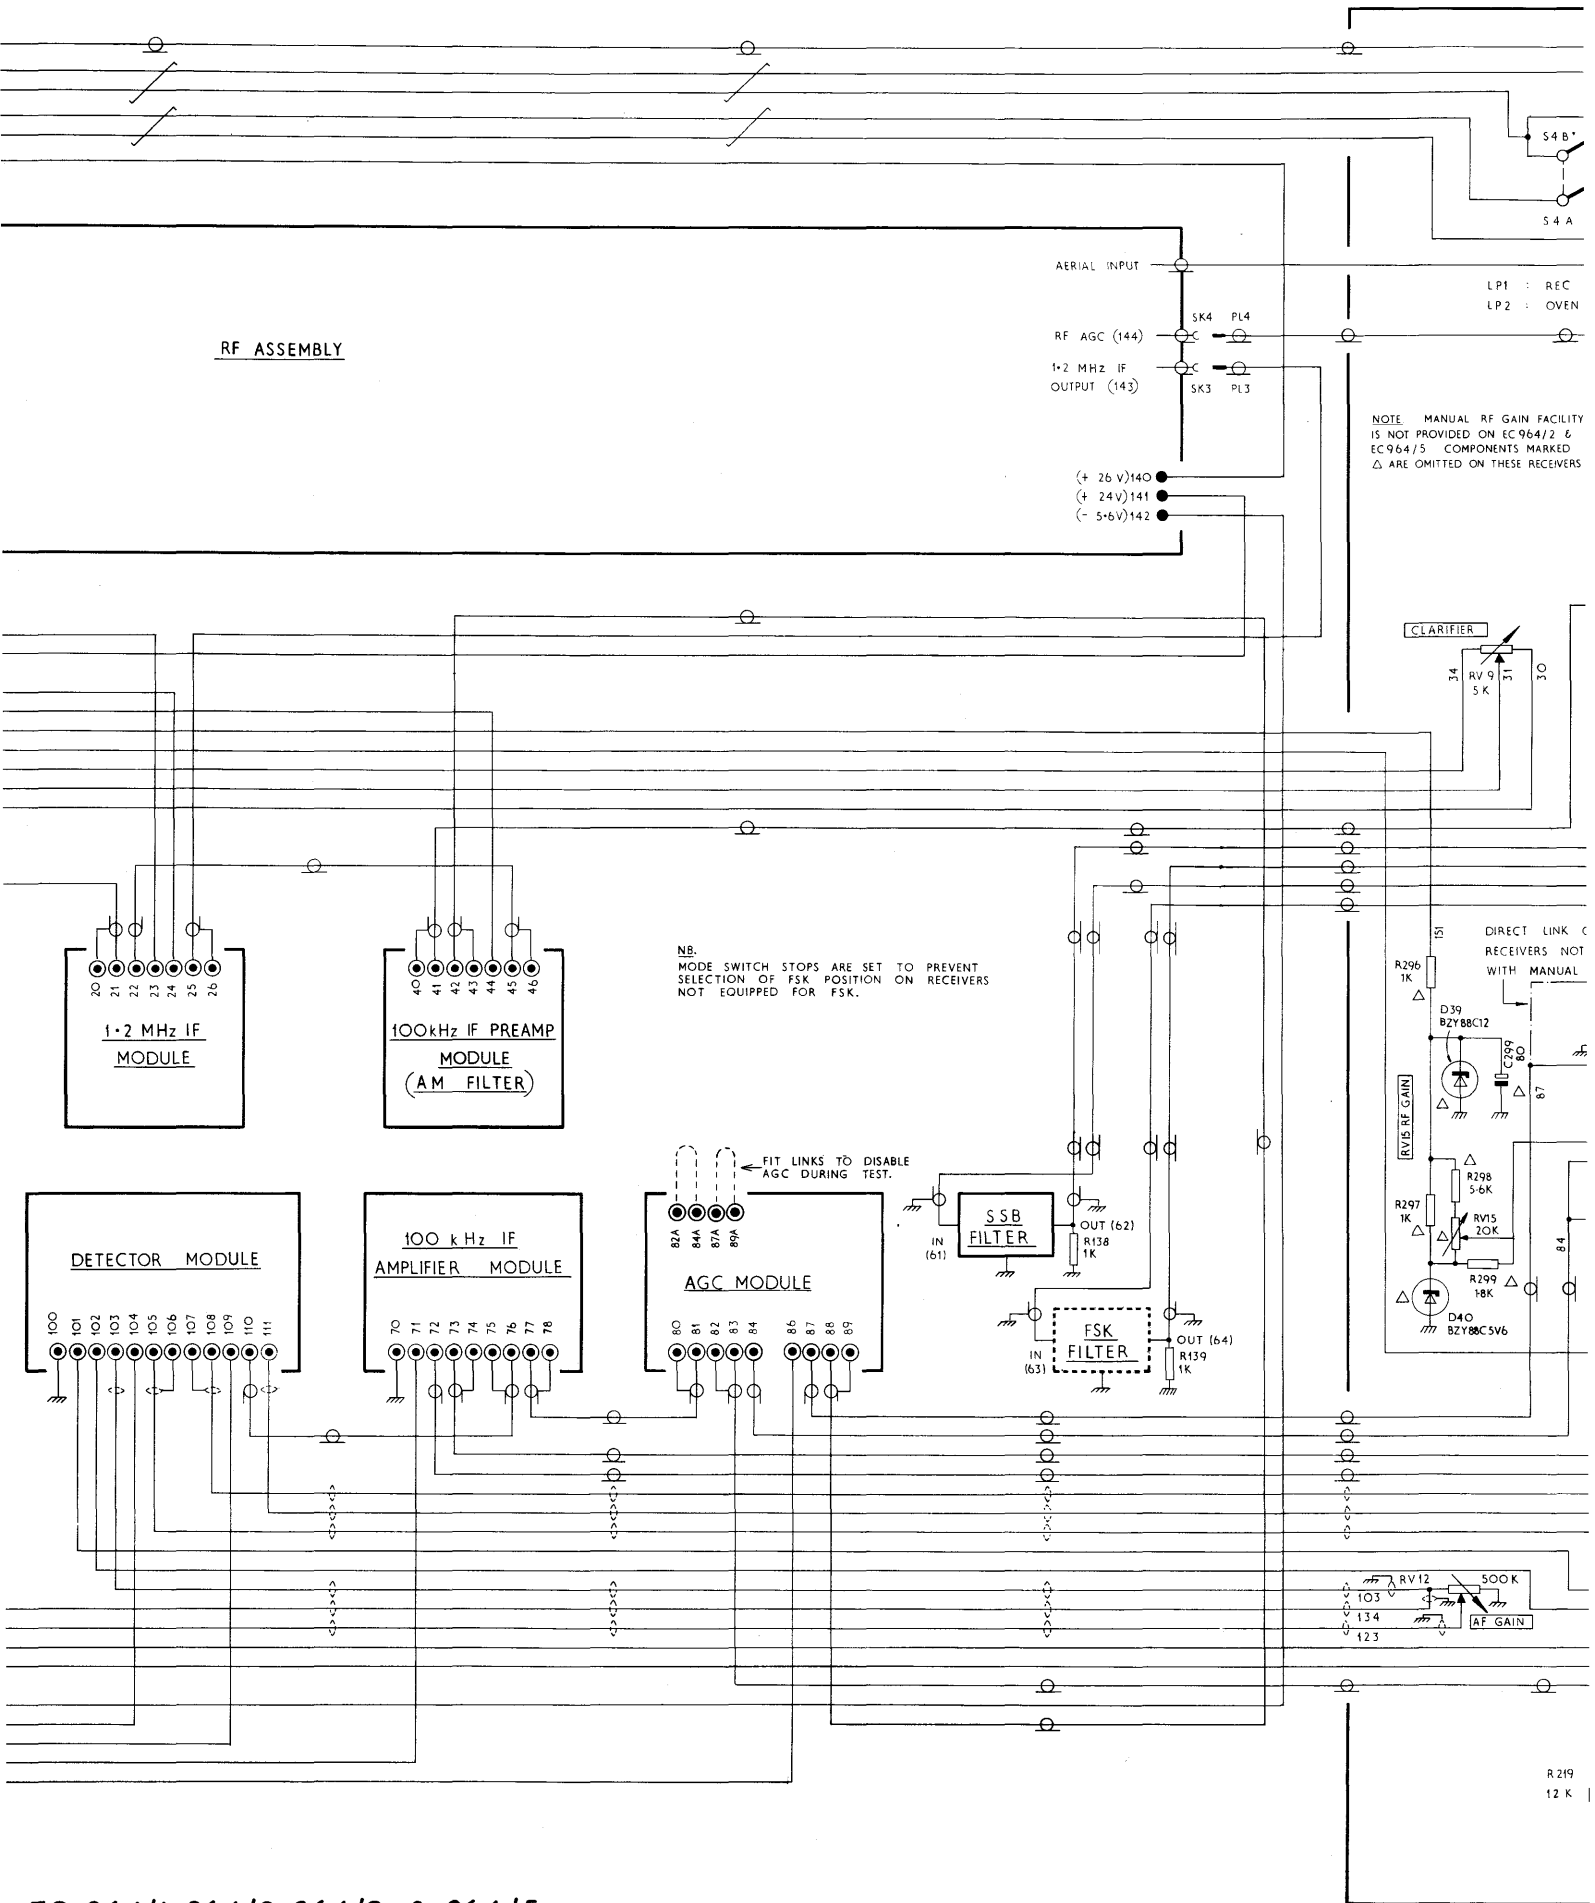 S4B
S4A
AERIAL INPUT
LP1 : REC
LP2 : OVEN
SK4 PL4
RF AGC (144)
RF ASSEMBLY
1·2 MHz IF
OUTPUT (143)
SK3 PL3
NOTE. MANUAL RF GAIN FACILITY
IS NOT PROVIDED ON EC964/2 &
EC964/5 COMPONENTS MARKED
△ ARE OMITTED ON THESE RECEIVERS
(+ 26V)140
(+ 24V)141
(- 5·6V)142
CLARIFIER
34
RV 9
5K
31
30
20
21
22
23
24
25
26
1·2 MHz IF
MODULE
40
41
42
43
44
45
46
100kHz IF PREAMP
MODULE
(AM FILTER)
NB.
MODE SWITCH STOPS ARE SET TO PREVENT
SELECTION OF FSK POSITION ON RECEIVERS
NOT EQUIPPED FOR FSK.
151
DIRECT LINK
RECEIVERS NOT
WITH MANUAL
R296
1K
△
D39
BZY88C12
C299
80
△
△
87
RV15 RF GAIN
FIT LINKS TO DISABLE
AGC DURING TEST.
△
R298
5·6K
R297
1K
△
RV15
20K
△
84
R299
1·8K
△
△
D40
BZY88C5V6
DETECTOR MODULE
100
101
102
103
104
105
106
107
108
109
110
111
100 kHz IF
AMPLIFIER MODULE
70
71
72
73
74
75
76
77
78
82A
84A
87A
89A
AGC MODULE
80
81
82
83
84
86
87
88
89
SSB
FILTER
IN
(61)
OUT (62)
R138
1K
FSK
FILTER
IN
(63)
OUT (64)
R139
1K
RV12
500K
103
134
123
AF GAIN
R219
12 K